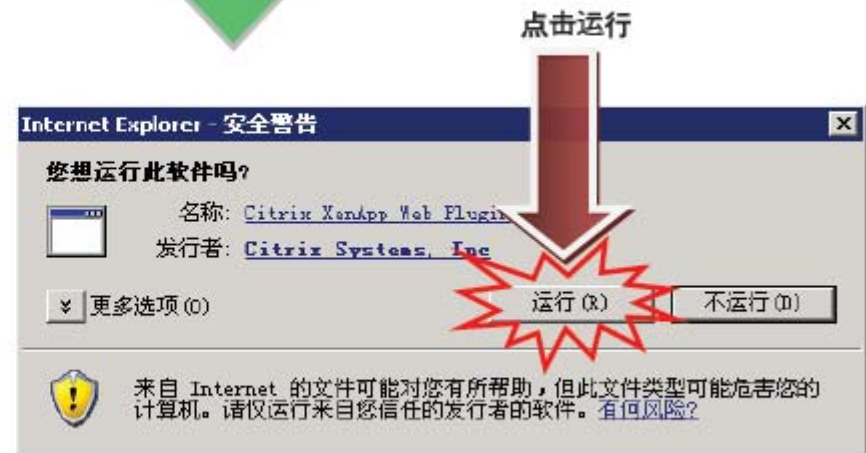 点击运行
Internet Explorer - 安全警告
您想运行此软件吗?
名称: Citrix XenApp Web Plugin
发行者: Citrix Systems, Inc
更多选项(O)
运行(R)
不运行(D)
来自 Internet 的文件可能对您有所帮助，但此文件类型可能危害您的
计算机。请仅运行来自您信任的发行者的软件。有何风险?